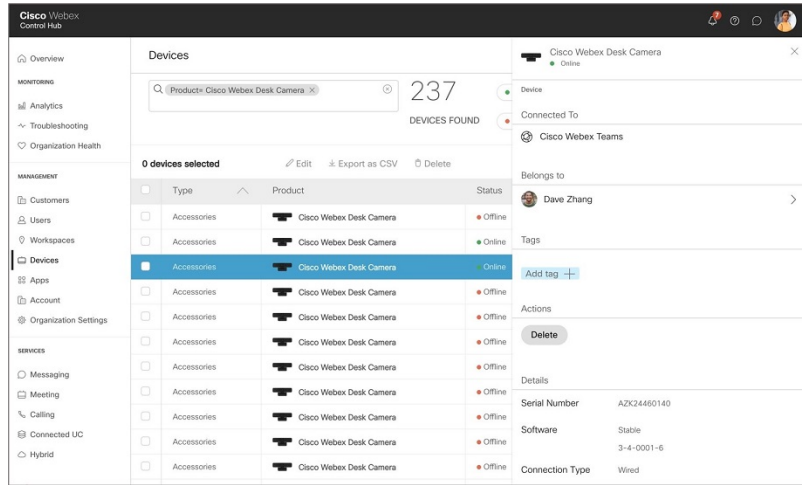 Cisco Webex
Control Hub
7
Overview
MONITORING
Analytics
Troubleshooting
Organization Health
MANAGEMENT
Customers
Users
Workspaces
Devices
Apps
Account
Organization Settings
SERVICES
Messaging
Meeting
Calling
Connected UC
Hybrid
Devices
Product= Cisco Webex Desk Camera ×
237
DEVICES FOUND
0 devices selected Edit Export as CSV Delete
Type Product Status
Accessories Cisco Webex Desk Camera Offline
Accessories Cisco Webex Desk Camera Online
Accessories Cisco Webex Desk Camera Online
Accessories Cisco Webex Desk Camera Offline
Accessories Cisco Webex Desk Camera Offline
Accessories Cisco Webex Desk Camera Offline
Accessories Cisco Webex Desk Camera Offline
Accessories Cisco Webex Desk Camera Offline
Accessories Cisco Webex Desk Camera Offline
Accessories Cisco Webex Desk Camera Offline
Accessories Cisco Webex Desk Camera Offline
Cisco Webex Desk Camera
Online
Device
Connected To
Cisco Webex Teams
Belongs to
Dave Zhang
Tags
Add tag +
Actions
Delete
Details
Serial Number AZK24460140
Software Stable
3-4-0001-6
Connection Type Wired